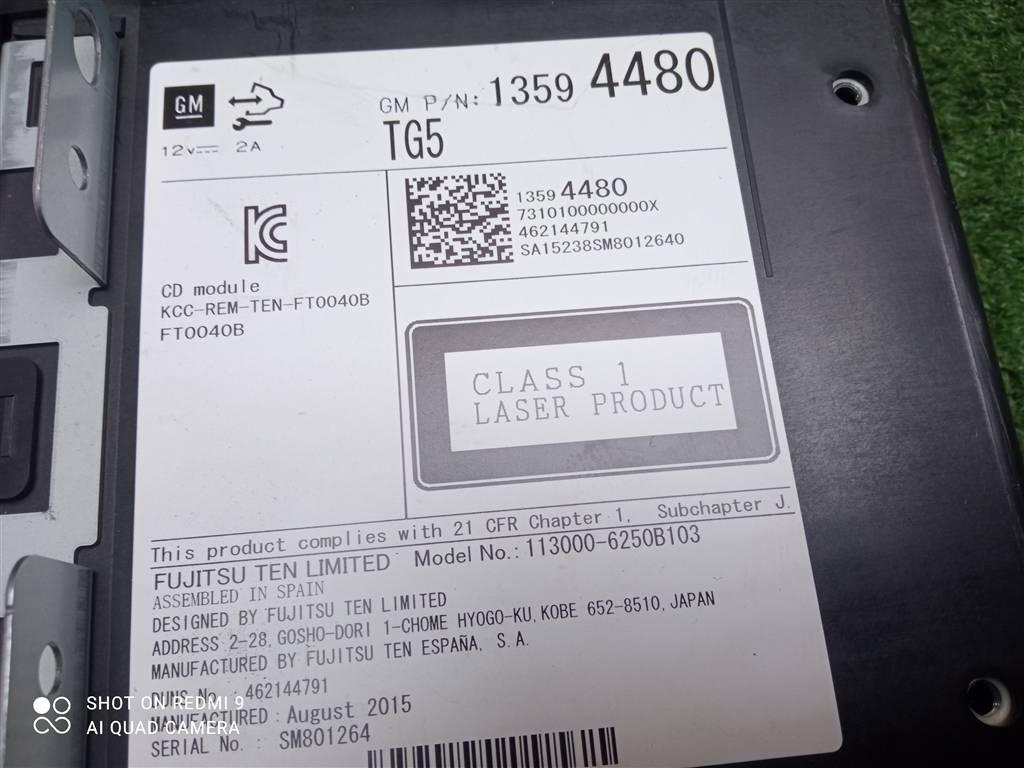 GM
GM P/N: 1359 4480
12V 2A
TG5
1359 4480
7310100000000X
462144791
SA15238SM8012640
CD module
KCC-REM-TEN-FT0040B
FT0040B
CLASS 1
LASER PRODUCT
This product complies with 21 CFR Chapter 1, Subchapter J.
FUJITSU TEN LIMITED Model No.: 113000-6250B103
ASSEMBLED IN SPAIN
DESIGNED BY FUJITSU TEN LIMITED
ADDRESS 2-28, GOSHO-DORI 1-CHOME HYOGO-KU, KOBE 652-8510, JAPAN
MANUFACTURED BY FUJITSU TEN ESPAÑA, S.A.
DUNS No. 462144791
MANUFACTURED : August 2015
SERIAL No. : SM801264
SHOT ON REDMI 9
AI QUAD CAMERA